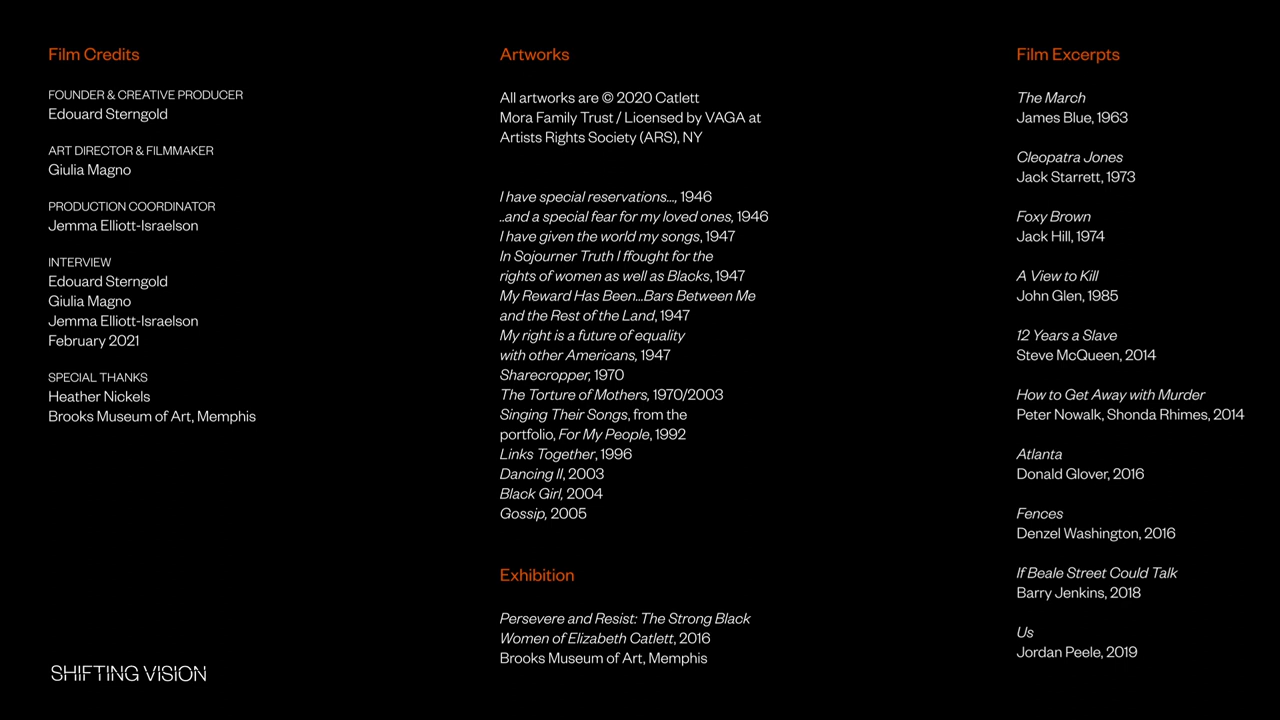 Film Credits
FOUNDER & CREATIVE PRODUCER
Edouard Sterngold
ART DIRECTOR & FILMMAKER
Giulia Magno
PRODUCTION COORDINATOR
Jemma Elliott-Israelson
INTERVIEW
Edouard Sterngold
Giulia Magno
Jemma Elliott-Israelson
February 2021
SPECIAL THANKS
Heather Nickels
Brooks Museum of Art, Memphis
SHIFTING VISION
Artworks
All artworks are © 2020 Catlett
Mora Family Trust / Licensed by VAGA at
Artists Rights Society (ARS), NY
I have special reservations..., 1946
..and a special fear for my loved ones, 1946
I have given the world my songs, 1947
In Sojourner Truth I ffought for the
rights of women as well as Blacks, 1947
My Reward Has Been...Bars Between Me
and the Rest of the Land, 1947
My right is a future of equality
with other Americans, 1947
Sharecropper, 1970
The Torture of Mothers, 1970/2003
Singing Their Songs, from the
portfolio, For My People, 1992
Links Together, 1996
Dancing II, 2003
Black Girl, 2004
Gossip, 2005
Exhibition
Persevere and Resist: The Strong Black
Women of Elizabeth Catlett, 2016
Brooks Museum of Art, Memphis
Film Excerpts
The March
James Blue, 1963
Cleopatra Jones
Jack Starrett, 1973
Foxy Brown
Jack Hill, 1974
A View to Kill
John Glen, 1985
12 Years a Slave
Steve McQueen, 2014
How to Get Away with Murder
Peter Nowalk, Shonda Rhimes, 2014
Atlanta
Donald Glover, 2016
Fences
Denzel Washington, 2016
If Beale Street Could Talk
Barry Jenkins, 2018
Us
Jordan Peele, 2019